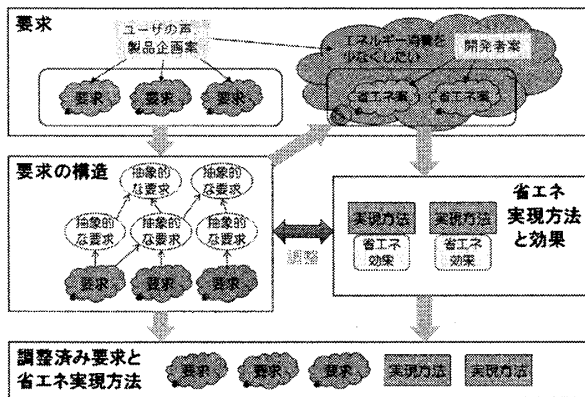 要求
ユーザの声
製品企画案
エネルギー消費を
少なくしたい
開発者案
要求
要求
要求
省エネ案
省エネ案
要求の構造
抽象的
な要求
抽象的
な要求
抽象的
な要求
抽象的
な要求
抽象的
な要求
要求
要求
要求
調整
省エネ
実現方法
と効果
実現方法
実現方法
省エネ
効果
省エネ
効果
調整済み要求と
省エネ実現方法
要求
要求
要求
実現方法
実現方法